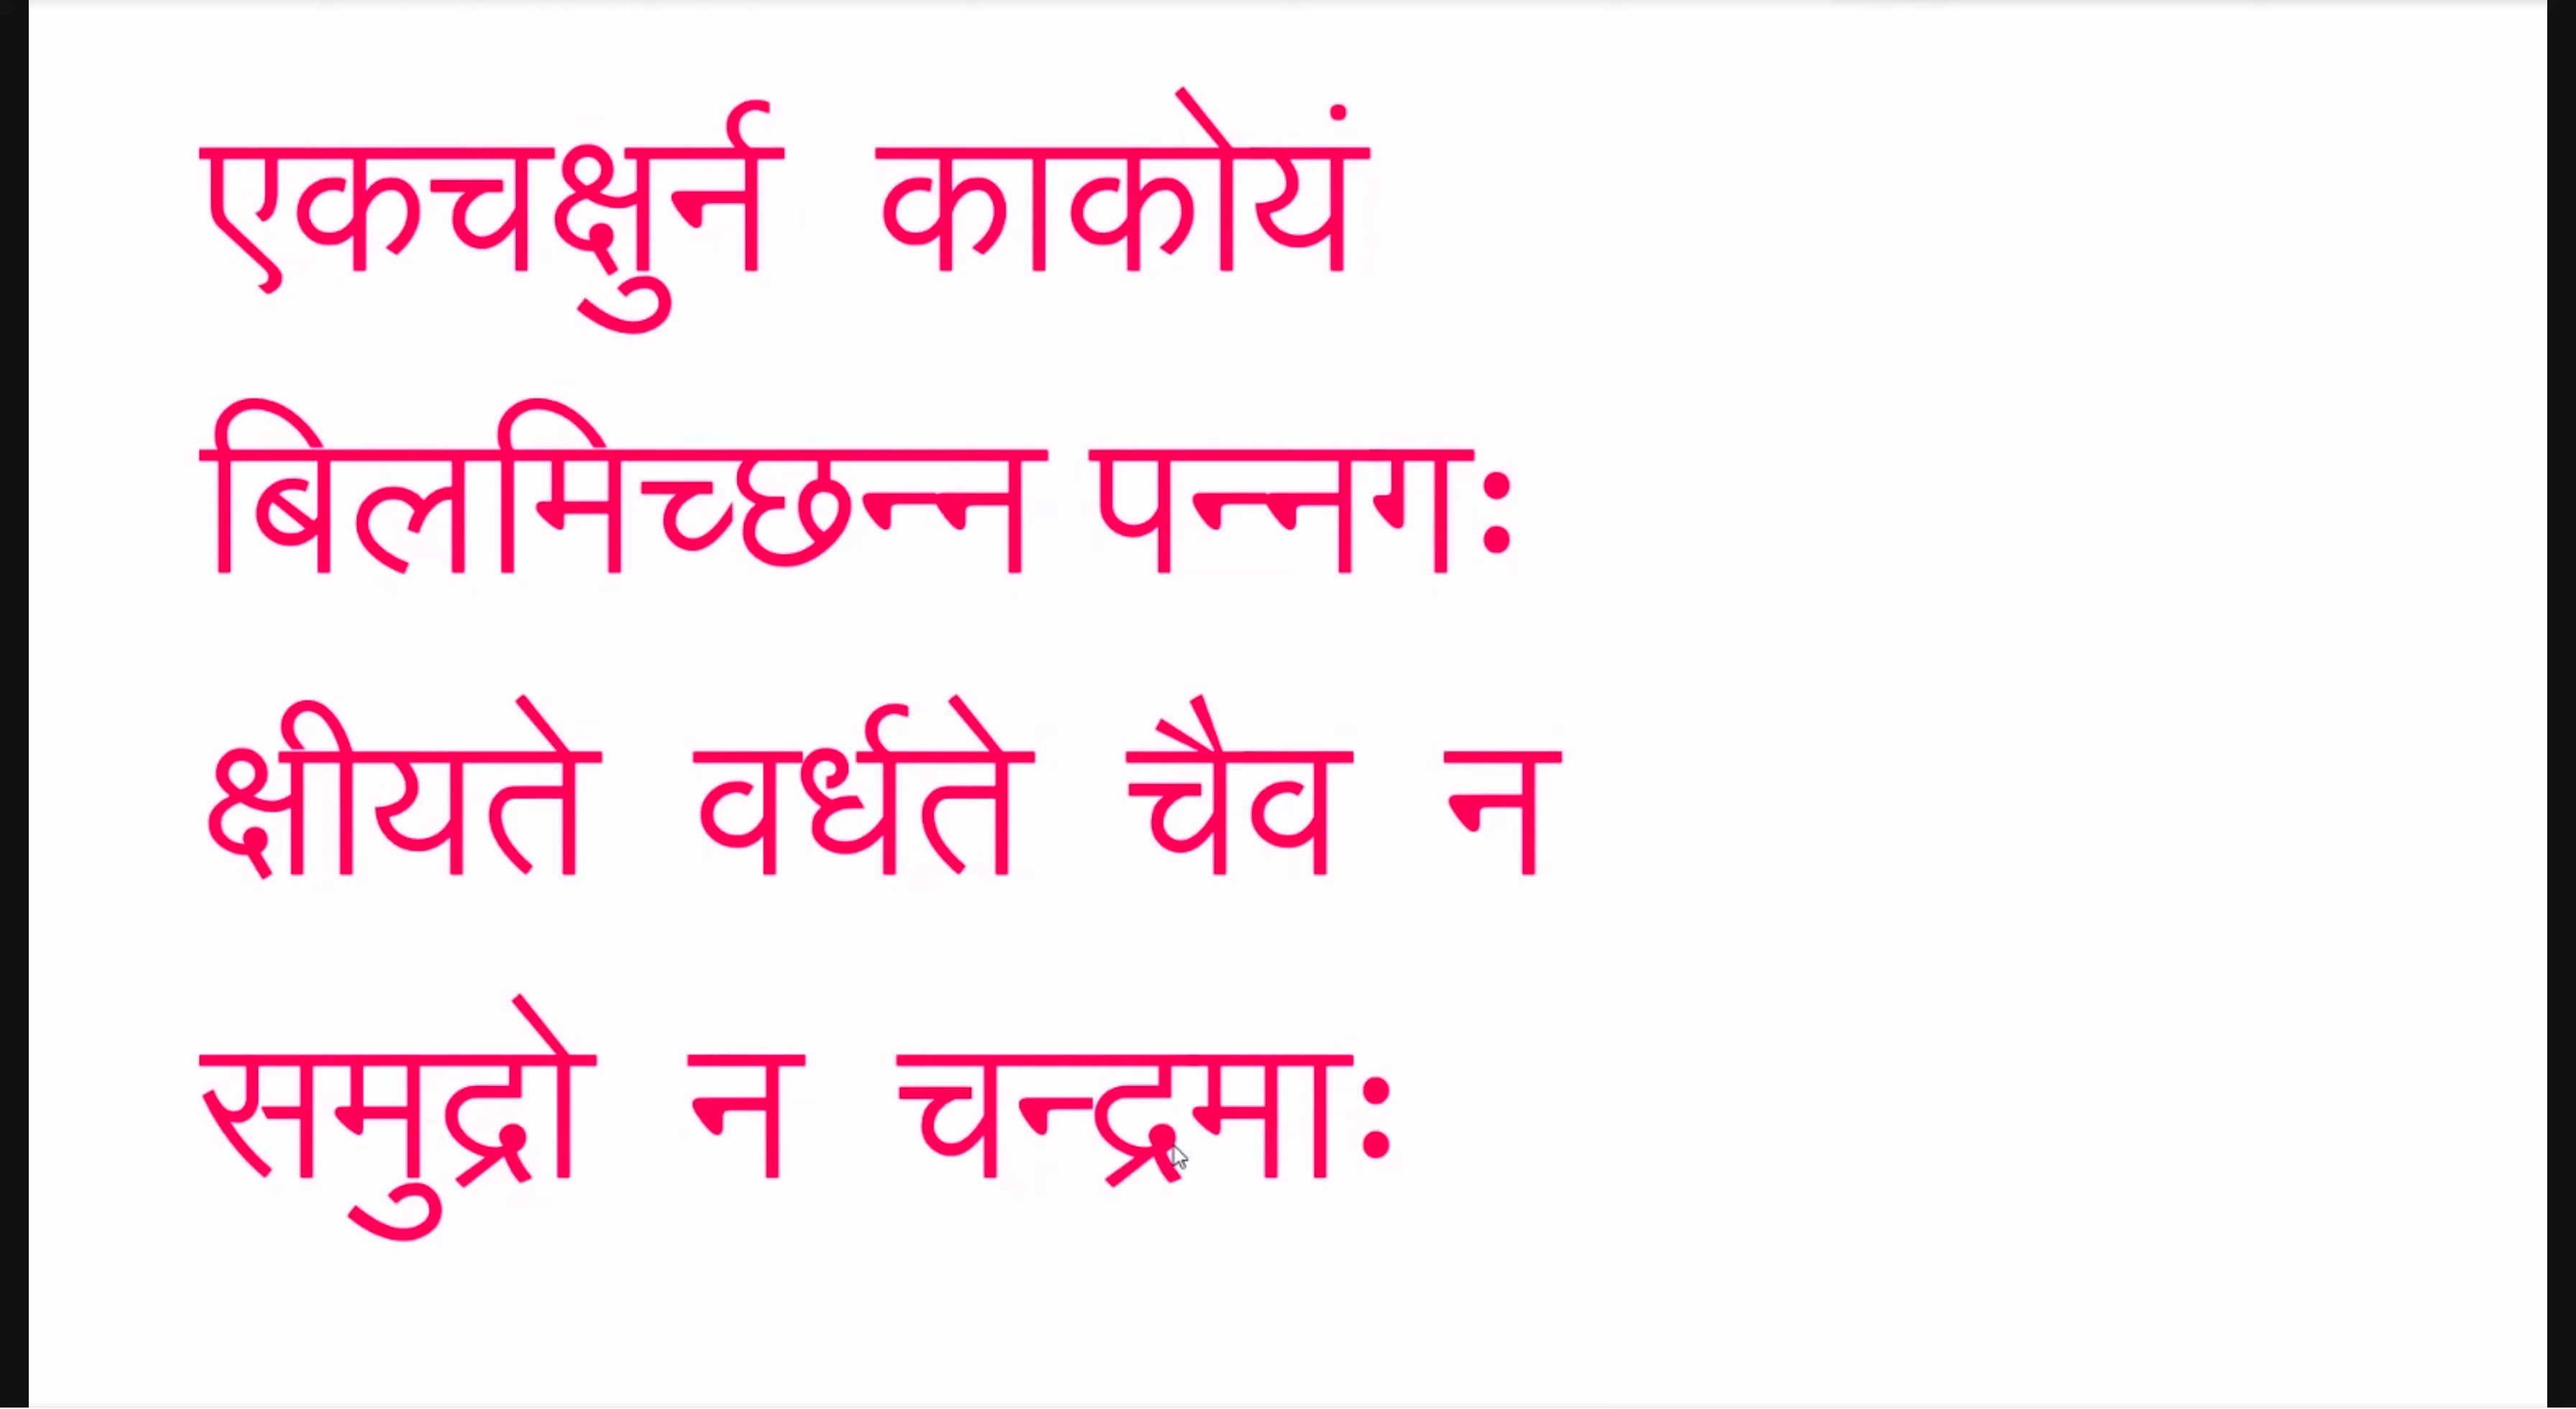 एकचक्षुर्न काकोयं
बिलमिच्छन्न पन्नगः
क्षीयते वर्धते चैव न
समुद्रो न चन्द्रमाः